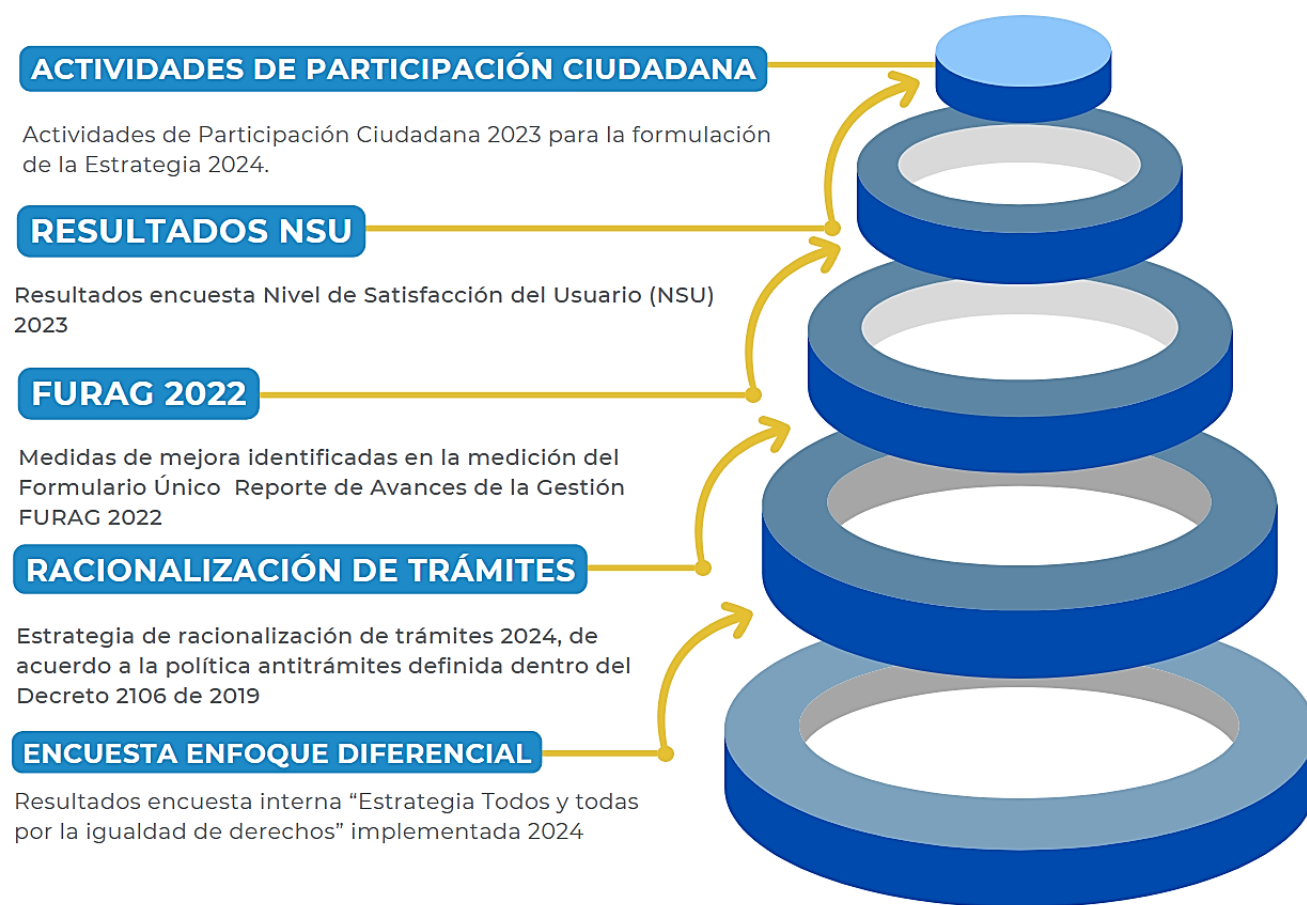 ACTIVIDADES DE PARTICIPACIÓN CIUDADANA
Actividades de Participación Ciudadana 2023 para la formulación
de la Estrategia 2024.
RESULTADOS NSU
Resultados encuesta Nivel de Satisfacción del Usuario (NSU)
2023
FURAG 2022
Medidas de mejora identificadas en la medición del
Formulario Único Reporte de Avances de la Gestión
FURAG 2022
RACIONALIZACIÓN DE TRÁMITES
Estrategia de racionalización de trámites 2024, de
acuerdo a la política antitrámites definida dentro del
Decreto 2106 de 2019
ENCUESTA ENFOQUE DIFERENCIAL
Resultados encuesta interna “Estrategia Todos y todas
por la igualdad de derechos” implementada 2024